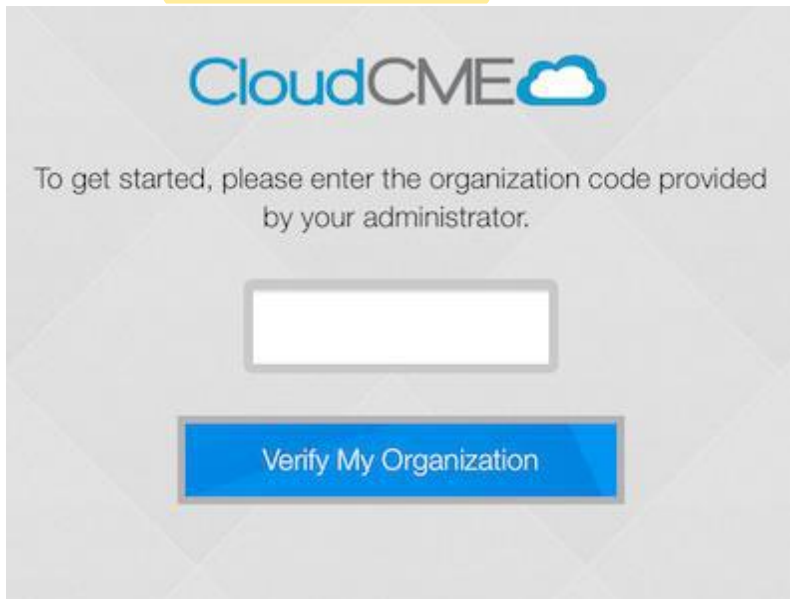 CloudCME
To get started, please enter the organization code provided
by your administrator.
Verify My Organization